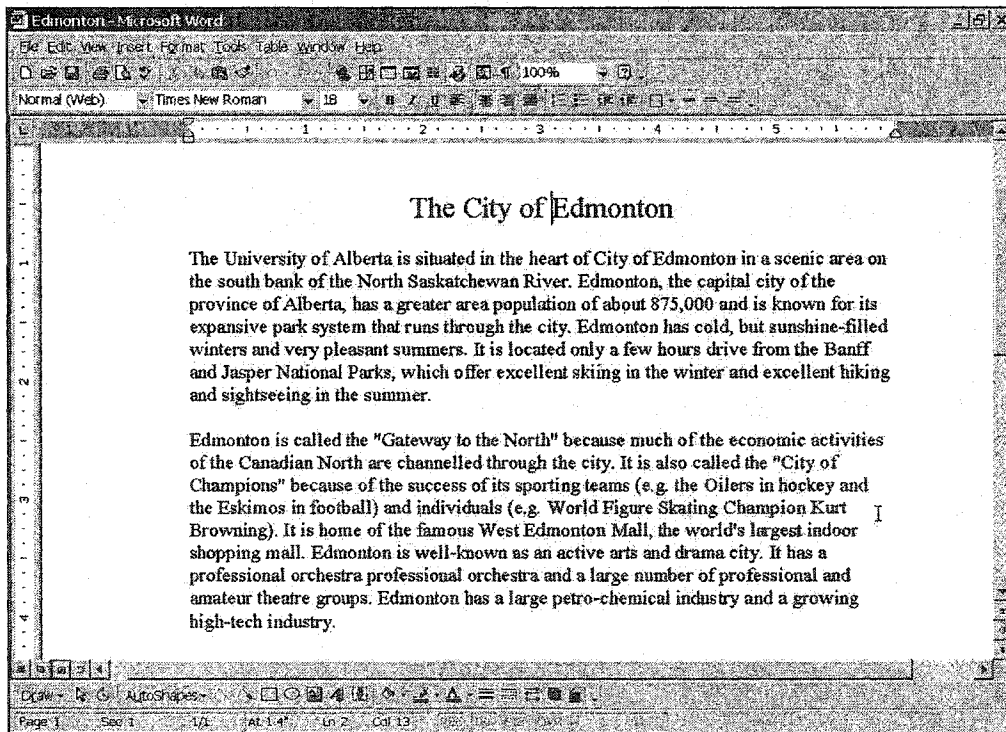 Edmonton - Microsoft Word
File Edit View Insert Format Tools Table Window Help
100%
Normal (Web) Times New Roman 18 B I U
1 2 3 4 5
The City of Edmonton
The University of Alberta is situated in the heart of City of Edmonton in a scenic area on
the south bank of the North Saskatchewan River. Edmonton, the capital city of the
province of Alberta, has a greater area population of about 875,000 and is known for its
expansive park system that runs through the city. Edmonton has cold, but sunshine-filled
winters and very pleasant summers. It is located only a few hours drive from the Banff
and Jasper National Parks, which offer excellent skiing in the winter and excellent hiking
and sightseeing in the summer.
Edmonton is called the "Gateway to the North" because much of the economic activities
of the Canadian North are channelled through the city. It is also called the "City of
Champions" because of the success of its sporting teams (e.g. the Oilers in hockey and
the Eskimos in football) and individuals (e.g. World Figure Skating Champion Kurt
Browning). It is home of the famous West Edmonton Mall, the world's largest indoor
shopping mall. Edmonton is well-known as an active arts and drama city. It has a
professional orchestra professional orchestra and a large number of professional and
amateur theatre groups. Edmonton has a large petro-chemical industry and a growing
high-tech industry.
Draw AutoShapes
Page 1 Sec 1 1/1 At 1.4" Ln 2 Col 13